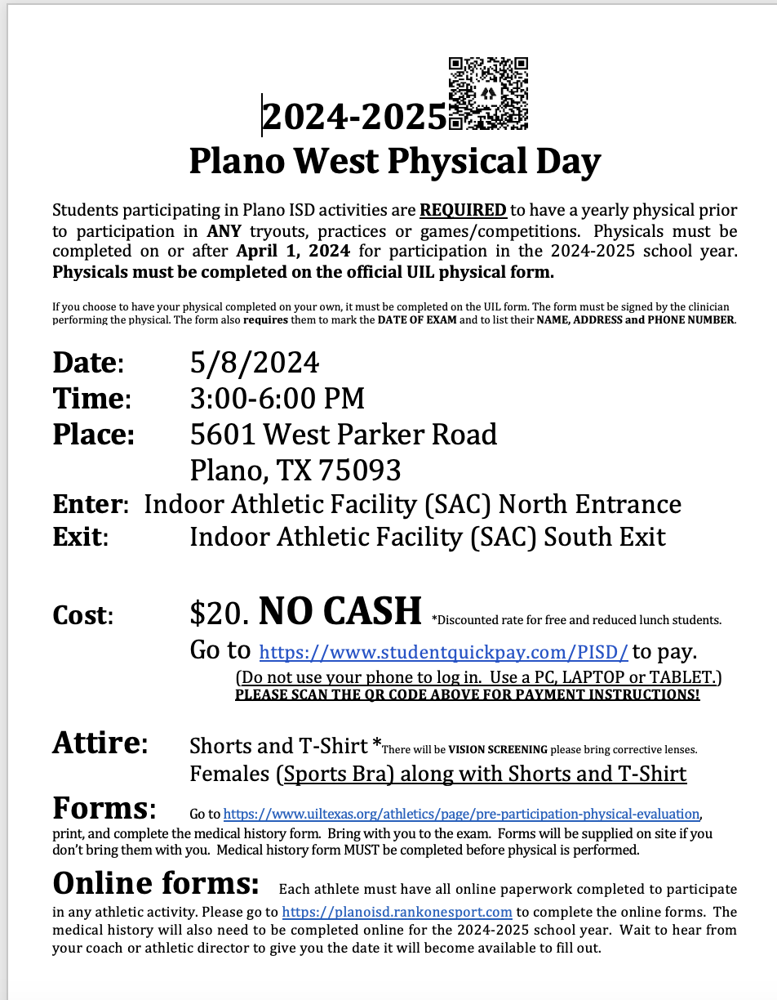 2024-2025
Plano West Physical Day
Students participating in Plano ISD activities are REQUIRED to have a yearly physical prior
to participation in ANY tryouts, practices or games/competitions. Physicals must be
completed on or after April 1, 2024 for participation in the 2024-2025 school year.
Physicals must be completed on the official UIL physical form.
If you choose to have your physical completed on your own, it must be completed on the UIL form. The form must be signed by the clinician
performing the physical. The form also requires them to mark the DATE OF EXAM and to list their NAME, ADDRESS and PHONE NUMBER.
Date: 5/8/2024
Time: 3:00-6:00 PM
Place: 5601 West Parker Road
Plano, TX 75093
Enter: Indoor Athletic Facility (SAC) North Entrance
Exit: Indoor Athletic Facility (SAC) South Exit
Cost: $20. NO CASH *Discounted rate for free and reduced lunch students.
Go to https://www.studentquickpay.com/PISD/ to pay.
(Do not use your phone to log in. Use a PC, LAPTOP or TABLET.)
PLEASE SCAN THE QR CODE ABOVE FOR PAYMENT INSTRUCTIONS!
Attire: Shorts and T-Shirt *There will be VISION SCREENING please bring corrective lenses.
Females (Sports Bra) along with Shorts and T-Shirt
Forms: Go to https://www.uiltexas.org/athletics/page/pre-participation-physical-evaluation,
print, and complete the medical history form. Bring with you to the exam. Forms will be supplied on site if you
don't bring them with you. Medical history form MUST be completed before physical is performed.
Online forms: Each athlete must have all online paperwork completed to participate
in any athletic activity. Please go to https://planoisd.rankonesport.com to complete the online forms. The
medical history will also need to be completed online for the 2024-2025 school year. Wait to hear from
your coach or athletic director to give you the date it will become available to fill out.